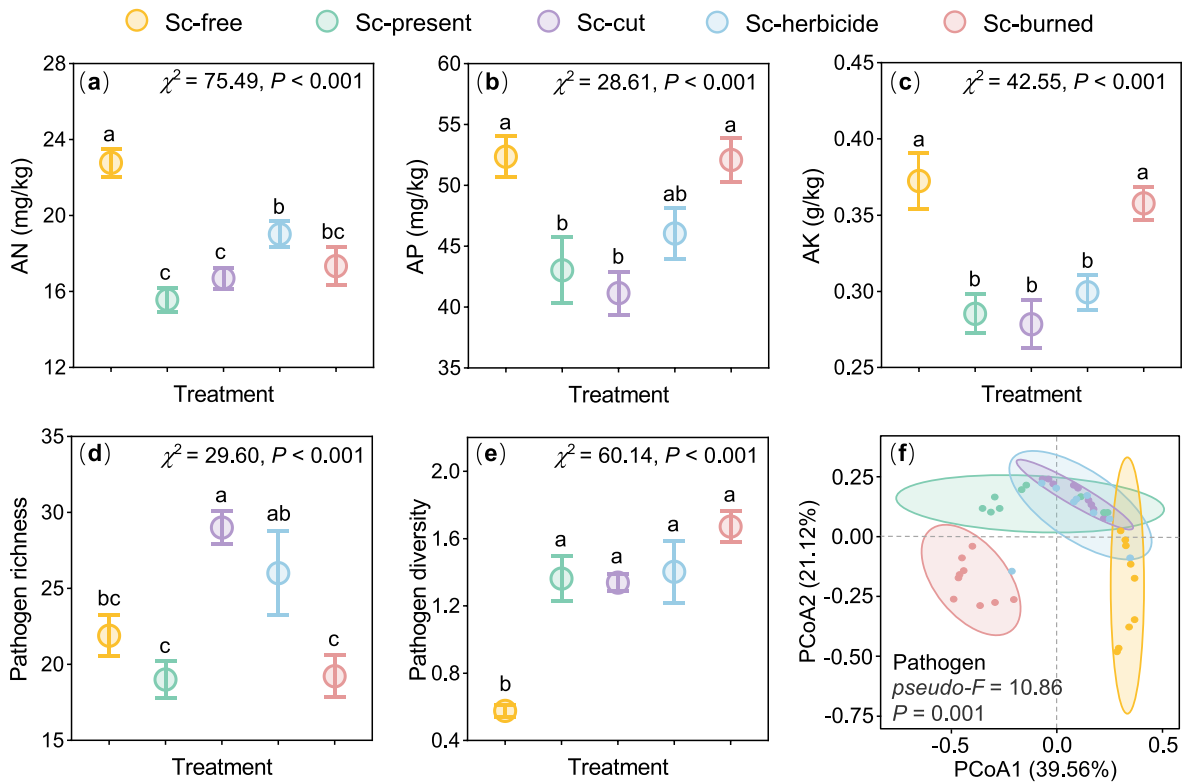 Sc-free Sc-present Sc-cut Sc-herbicide Sc-burned
(a) χ² = 75.49, P < 0.001
AN (mg/kg)
28
24
20
16
12
a
c
c
b
bc
Treatment
(b) χ² = 28.61, P < 0.001
AP (mg/kg)
60
55
50
45
40
35
a
b
b
ab
a
Treatment
(c) χ² = 42.55, P < 0.001
AK (g/kg)
0.45
0.40
0.35
0.30
0.25
a
b
b
b
a
Treatment
(d) χ² = 29.60, P < 0.001
Pathogen richness
35
30
25
20
15
bc
c
a
ab
c
Treatment
(e) χ² = 60.14, P < 0.001
Pathogen diversity
2.0
1.6
1.2
0.8
0.4
b
a
a
a
a
Treatment
(f)
PCoA2 (21.12%)
0.25
0.00
-0.25
-0.50
-0.75
Pathogen
pseudo-F = 10.86
P = 0.001
-0.5 0.0 0.5
PCoA1 (39.56%)